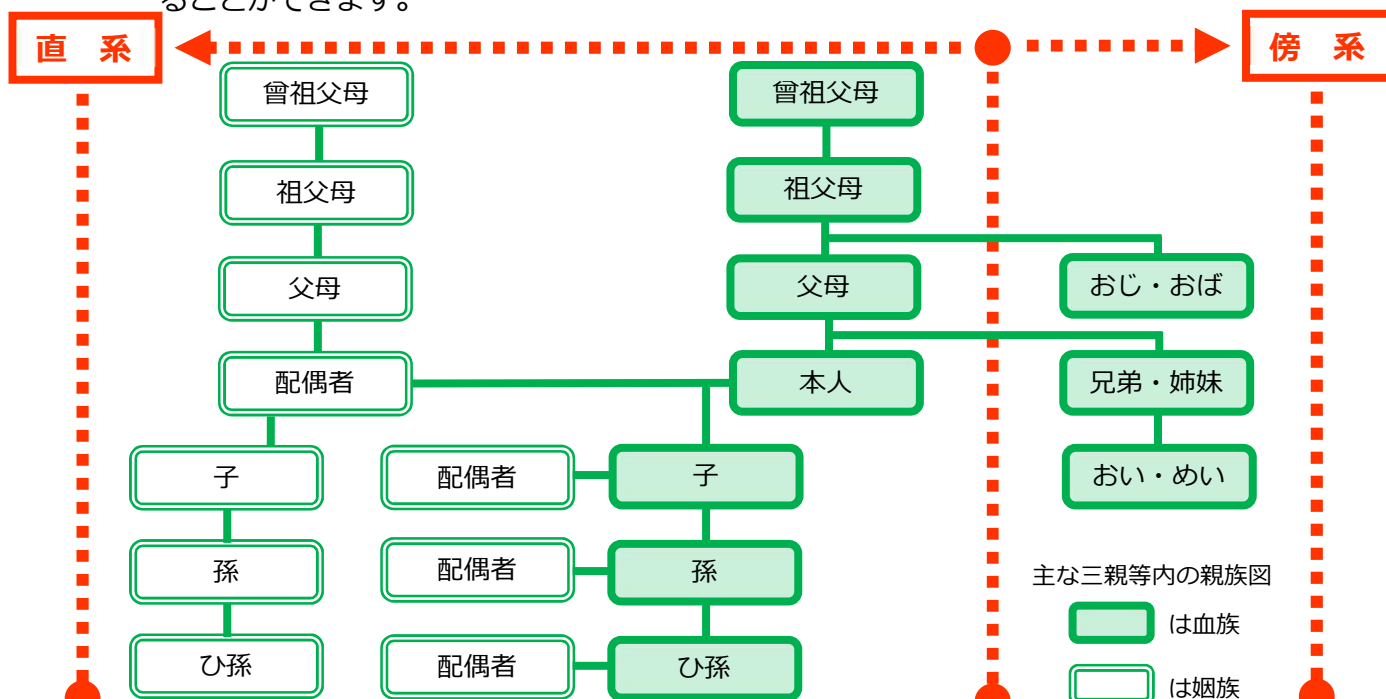 ることができます。
直 系
傍 系
曾祖父母
曾祖父母
祖父母
祖父母
父母
父母
おじ・おば
配偶者
本人
兄弟・姉妹
子
配偶者
子
おい・めい
孫
配偶者
孫
主な三親等内の親族図
は血族
ひ孫
配偶者
ひ孫
は姻族